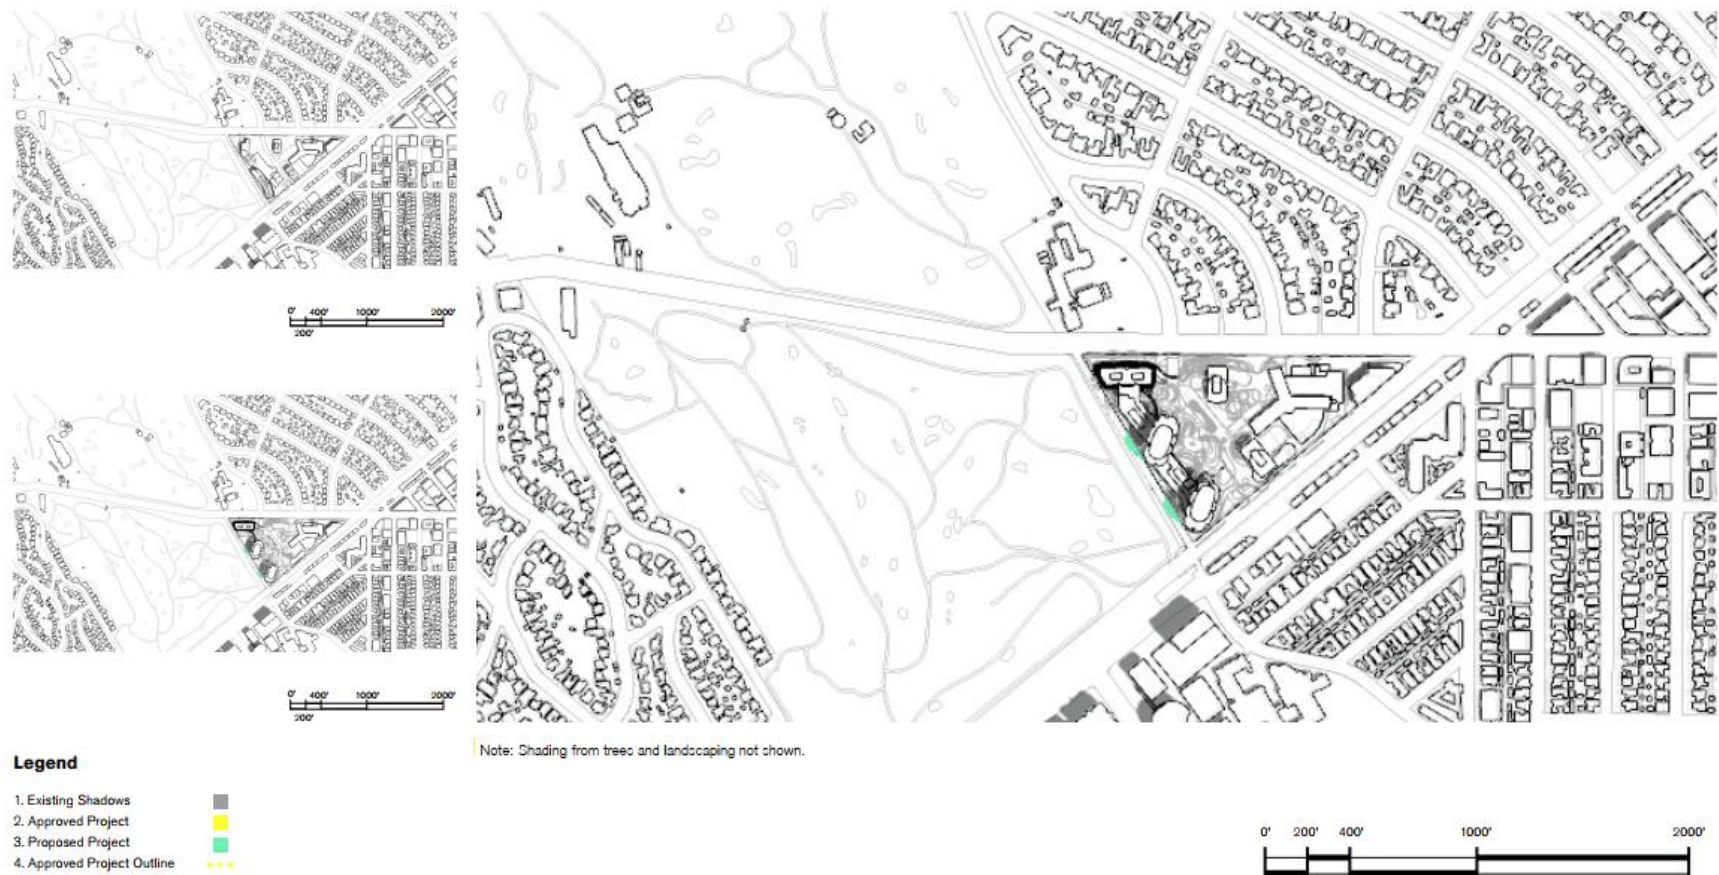 0' 400' 1000' 2000'
200'
0' 400' 1000' 2000'
200'
Note: Shading from trees and landscaping not shown.
Legend
1. Existing Shadows
2. Approved Project
3. Proposed Project
4. Approved Project Outline
0' 200' 400' 1000' 2000'